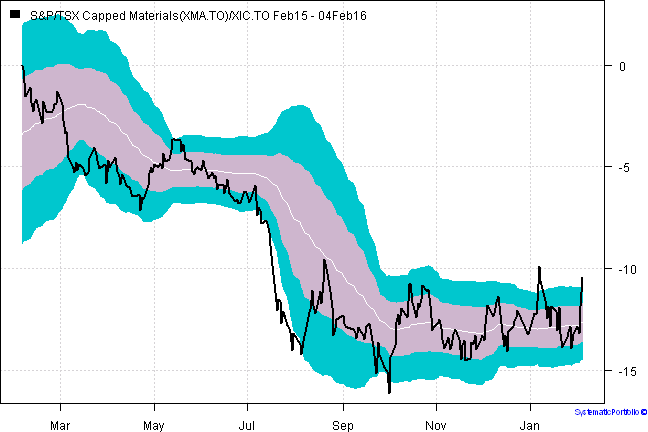 S&P/TSX Capped Materials(XMA.TO)/XIC.TO Feb15 - 04Feb16
0
-5
-10
-15
Mar May Jul Sep Nov Jan
SystematicPortfolio ©